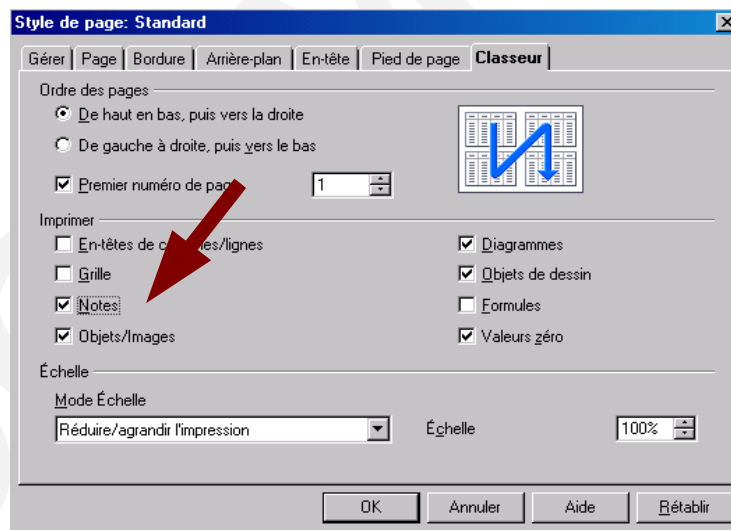 Style de page: Standard
Gérer Page Bordure Arrière-plan En-tête Pied de page Classeur
Ordre des pages
De haut en bas, puis vers la droite
De gauche à droite, puis vers le bas
Premier numéro de 1
Imprimer
En-têtes de Diagrammes
Grille Objets de dessin
Notes Formules
Objets/Images Valeurs zéro
Échelle
Mode Échelle
Réduire/agrandir l'impression Échelle 100%
OK Annuler Aide Rétablir